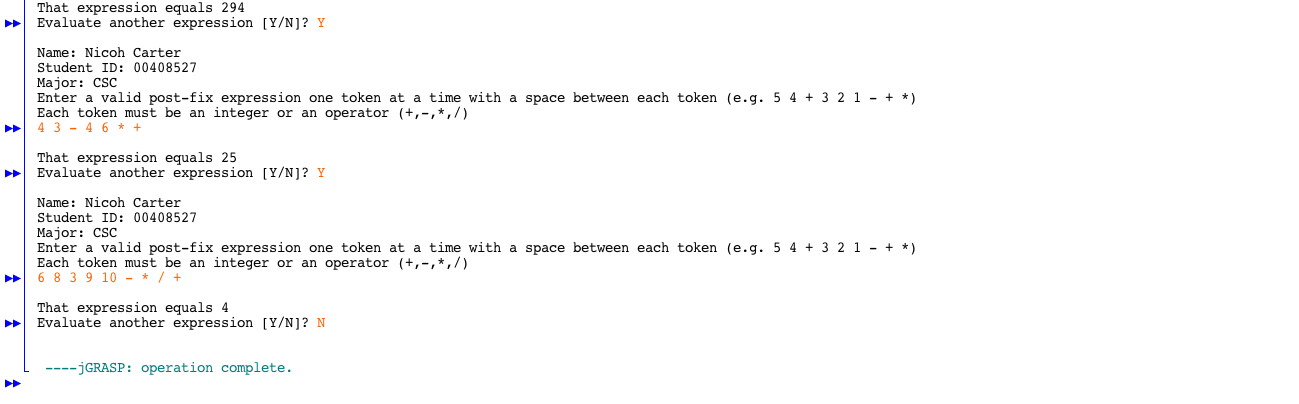 That expression equals 294
Evaluate another expression [Y/N]? Y
Name: Nicoh Carter
Student ID: 00408527
Major: CSC
Enter a valid post-fix expression one token at a time with a space between each token (e.g. 5 4 + 3 2 1 - + *)
Each token must be an integer or an operator (+,-,*,/)
4 3 - 4 6 * +
That expression equals 25
Evaluate another expression [Y/N]? Y
Name: Nicoh Carter
Student ID: 00408527
Major: CSC
Enter a valid post-fix expression one token at a time with a space between each token (e.g. 5 4 + 3 2 1 - + *)
Each token must be an integer or an operator (+,-,*,/)
6 8 3 9 10 - * / +
That expression equals 4
Evaluate another expression [Y/N]? N
----jGRASP: operation complete.